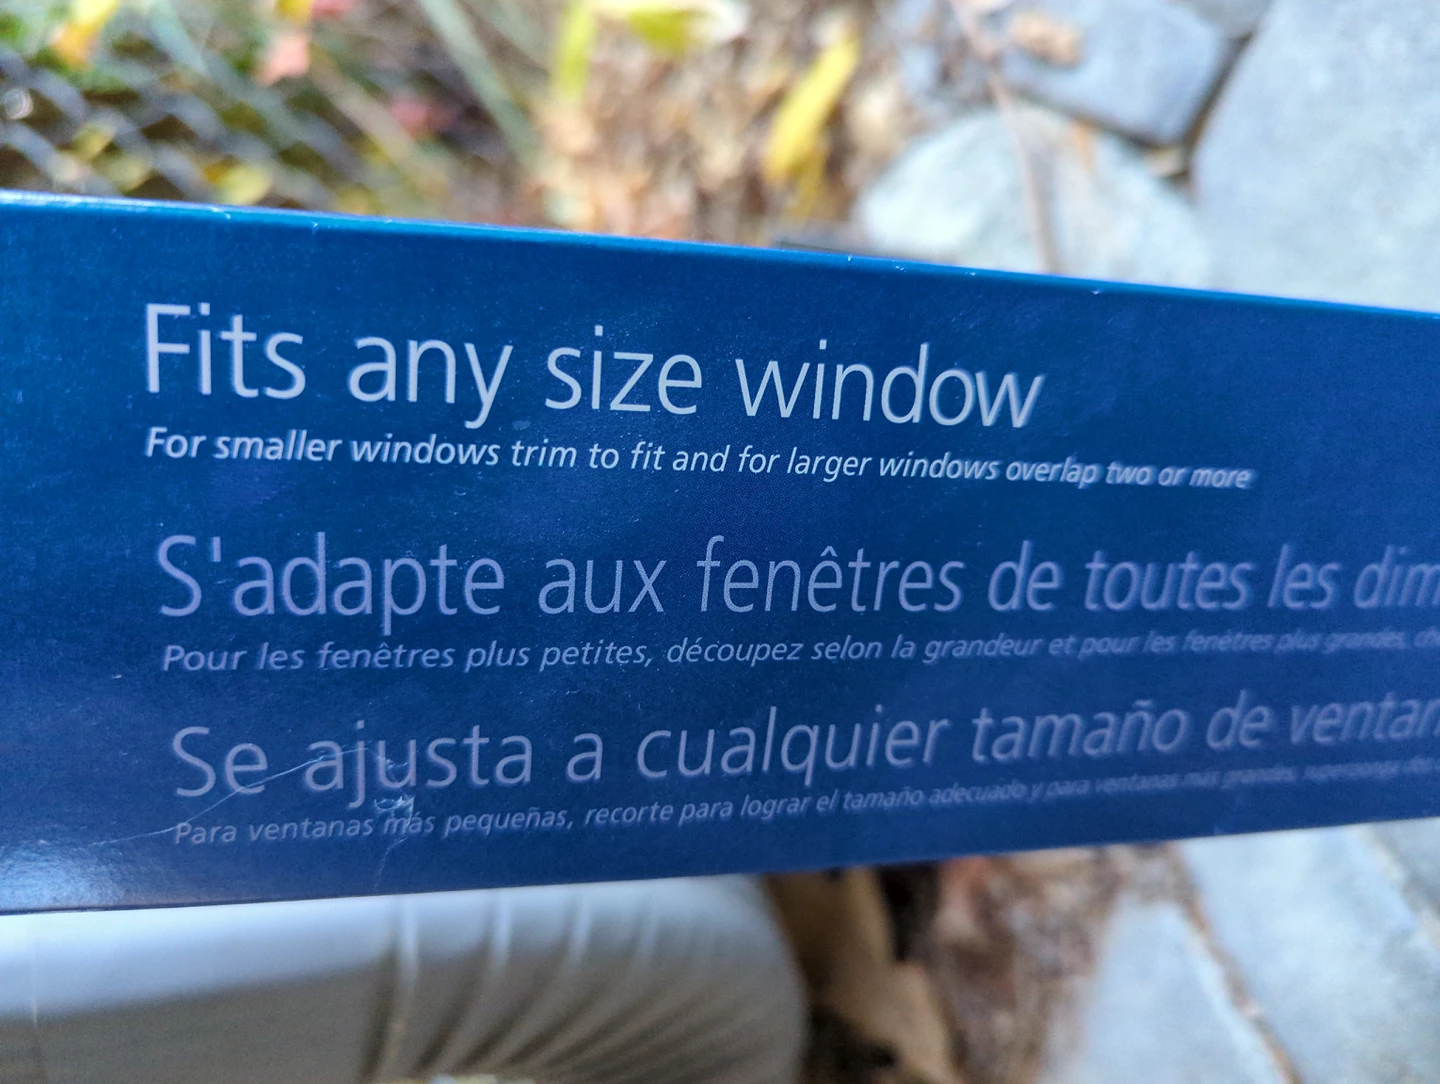 Fits any size window
For smaller windows trim to fit and for larger windows overlap two or more
S'adapte aux fenêtres de toutes les dim
Pour les fenêtres plus petites, découpez selon la grandeur et pour les fenêtres plus grandes,
Se ajusta a cualquier tamaño de ventan
Para ventanas más pequeñas, recorte para lograr el tamaño adecuado y para ventanas más grandes,